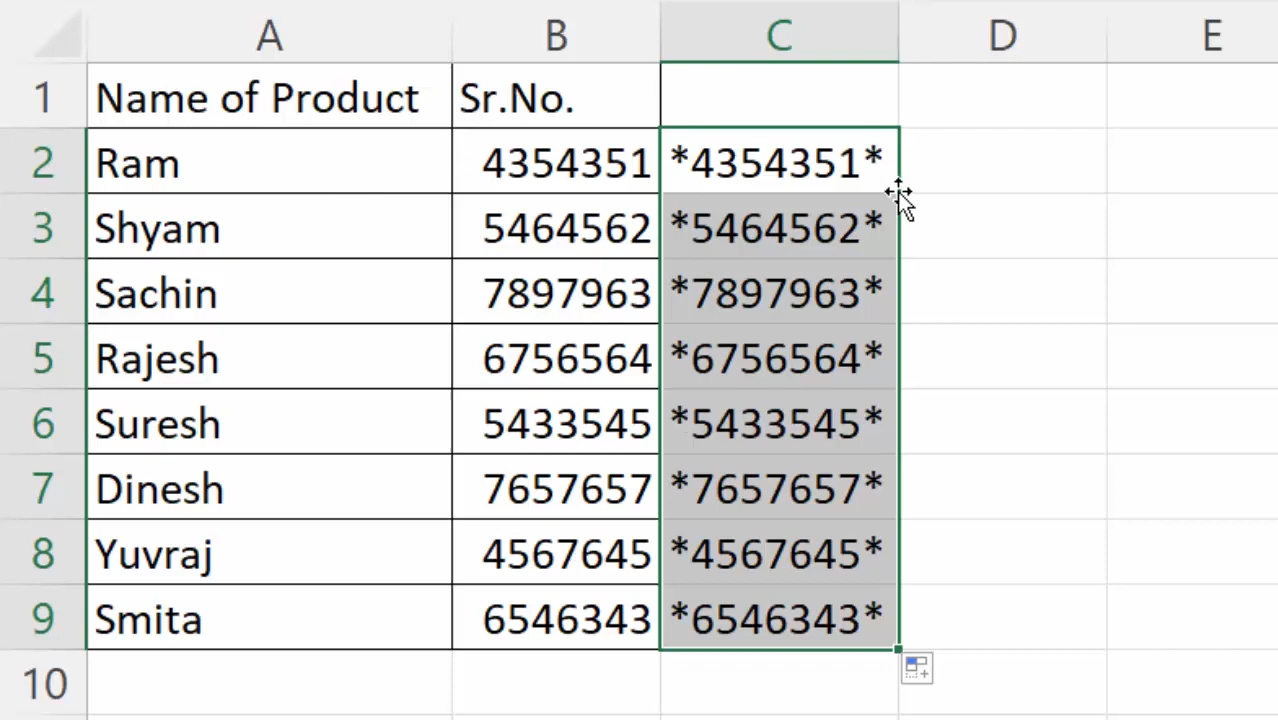 A B C D E
1 Name of Product Sr.No.
2 Ram 4354351 *4354351*
3 Shyam 5464562 *5464562*
4 Sachin 7897963 *7897963*
5 Rajesh 6756564 *6756564*
6 Suresh 5433545 *5433545*
7 Dinesh 7657657 *7657657*
8 Yuvraj 4567645 *4567645*
9 Smita 6546343 *6546343*
10